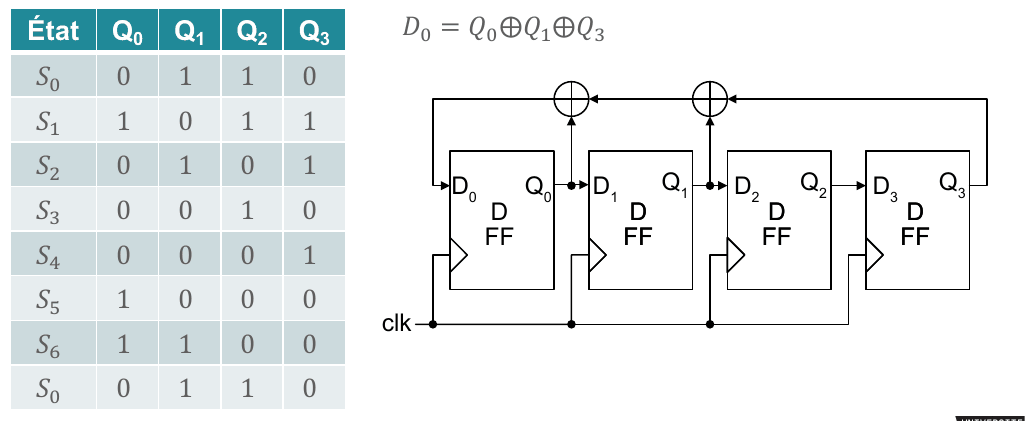 État Q₀ Q₁ Q₂ Q₃
S₀ 0 1 1 0
S₁ 1 0 1 1
S₂ 0 1 0 1
S₃ 0 0 1 0
S₄ 0 0 0 1
S₅ 1 0 0 0
S₆ 1 1 0 0
S₀ 0 1 1 0
D₀ = Q₀⊕Q₁⊕Q₃
D₀ Q₀ D₁ Q₁ D₂ Q₂ D₃ Q₃
D D D D
FF FF FF FF
clk